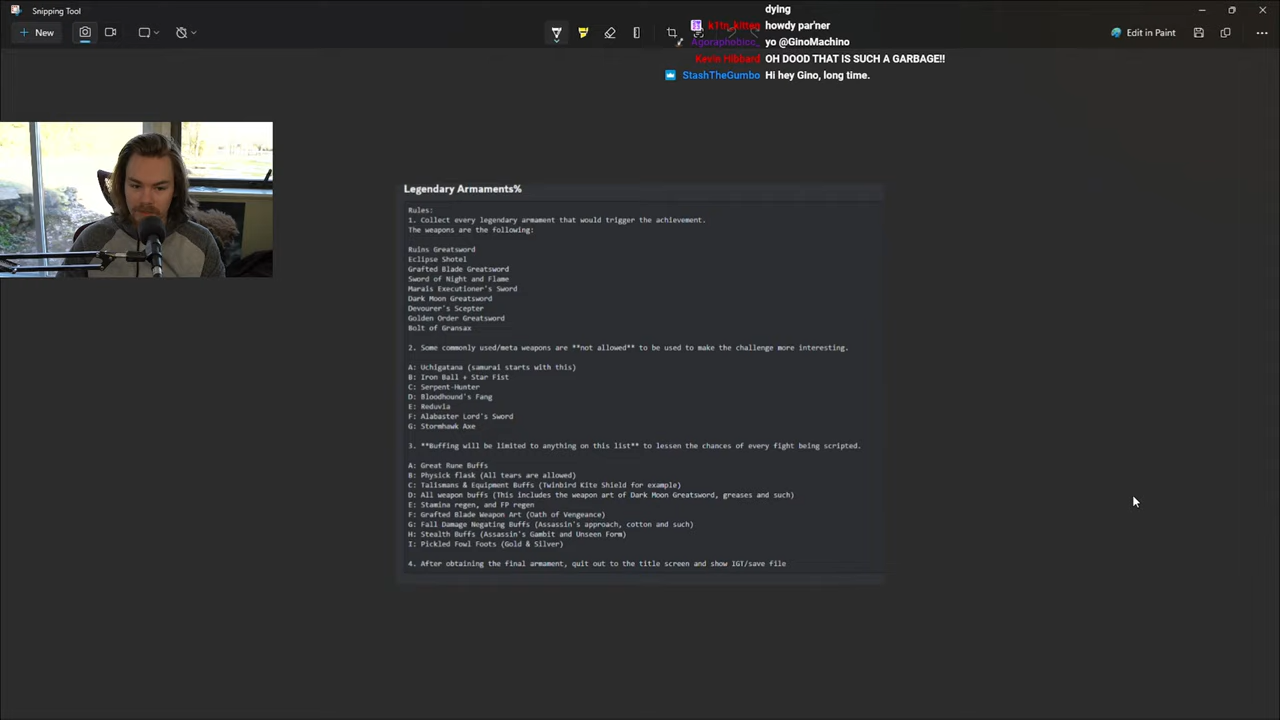 Snipping Tool
New
Edit in Paint
dying
k1tn_kitten howdy par'ner
Agoraphobicc_ yo @GinoMachino
Kevin Hibbard OH DOOD THAT IS SUCH A GARBAGE!!
StashTheGumbo Hi hey Gino, long time.
Legendary Armaments%
Rules:
1. Collect every legendary armament that would trigger the achievement.
The weapons are the following:
Ruins Greatsword
Eclipse Shotel
Grafted Blade Greatsword
Sword of Night and Flame
Marais Executioner's Sword
Dark Moon Greatsword
Devourer's Scepter
Golden Order Greatsword
Bolt of Gransax
2. Some commonly used/meta weapons are **not allowed** to be used to make the challenge more interesting.
A: Uchigatana (samurai starts with this)
B: Iron Ball + Star Fist
C: Serpent-Hunter
D: Bloodhound's Fang
E: Reduvia
F: Alabaster Lord's Sword
G: Stormhawk Axe
3. **Buffing will be limited to anything on this list** to lessen the chances of every fight being scripted.
A: Great Rune Buffs
B: Physick flask (All tears are allowed)
C: Talismans & Equipment Buffs (Twinbird KIte Shield for example)
D: All weapon buffs (This includes the weapon art of Dark Moon Greatsword, greases and such)
E: Stamina regen, and FP regen
F: Grafted Blade Weapon Art (Oath of Vengeance)
G: Fall Damage Negating Buffs (Assassin's approach, cotton and such)
H: Stealth Buffs (Assassin's Gambit and Unseen Form)
I: Pickled Fowl Foots (Gold & Silver)
4. After obtaining the final armament, quit out to the title screen and show IGT/save file